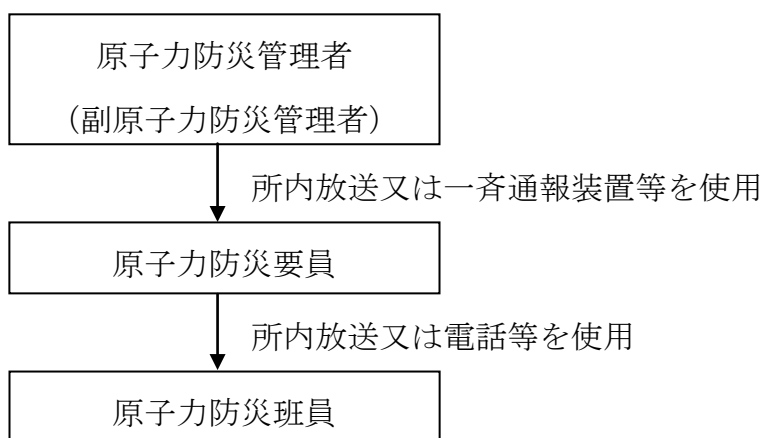 原子力防災管理者
(副原子力防災管理者)
所内放送又は一斉通報装置等を使用
原子力防災要員
所内放送又は電話等を使用
原子力防災班員